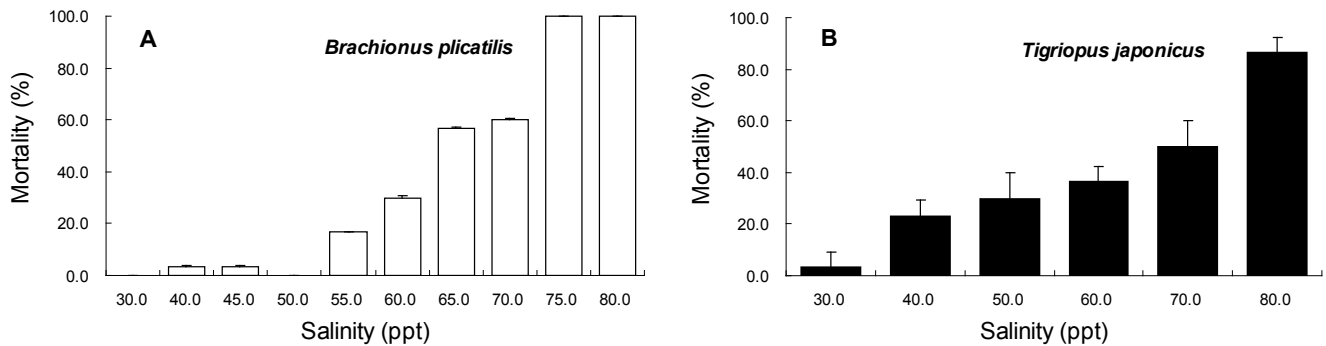 A
Brachionus plicatilis
Mortality (%)
100.0
80.0
60.0
40.0
20.0
0.0
30.0 40.0 45.0 50.0 55.0 60.0 65.0 70.0 75.0 80.0
Salinity (ppt)
B
Tigriopus japonicus
Mortality (%)
100.0
80.0
60.0
40.0
20.0
0.0
30.0 40.0 50.0 60.0 70.0 80.0
Salinity (ppt)